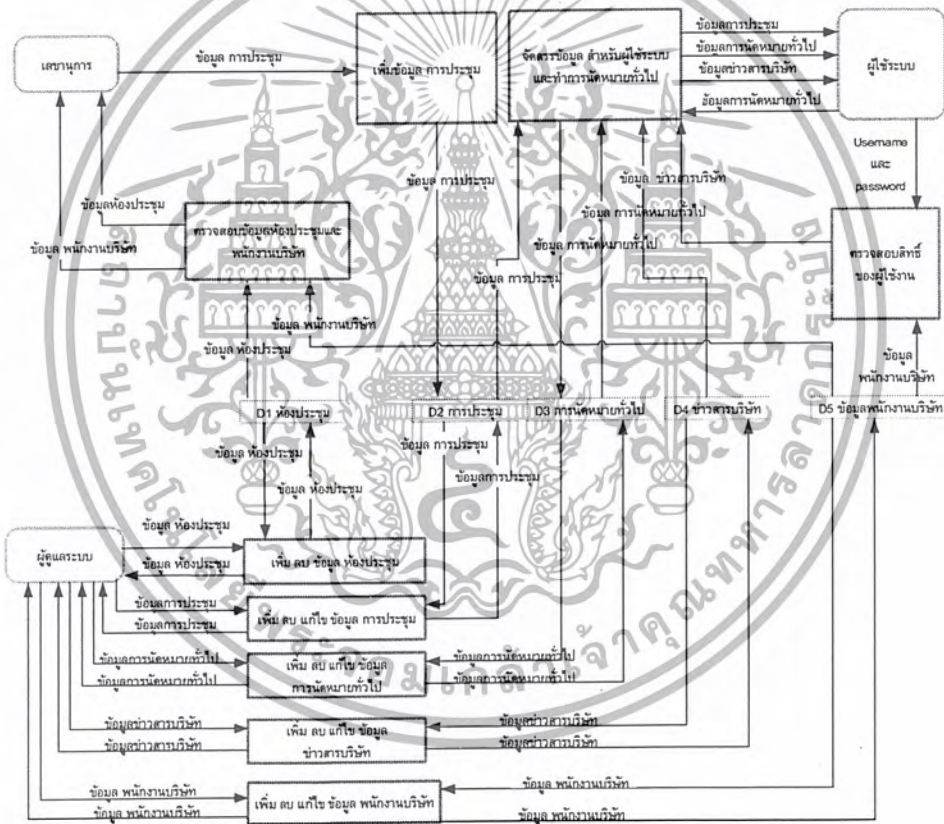 ข้อมูลการประชุม
เลขานุการ
ข้อมูล การประชุม
เพิ่มข้อมูล การประชุม
จัดสรรข้อมูล สำหรับผู้ใช้ระบบ
และทำการนัดหมายทั่วไป
ข้อมูลการนัดหมายทั่วไป
ข้อมูลข่าวสารบริษัท
ข้อมูลการนัดหมายทั่วไป
ผู้ใช้ระบบ
Username
และ
password
ข้อมูล การประชุม
ข้อมูล ข่าวสารบริษัท
ข้อมูลห้องประชุม
ข้อมูล การนัดหมายทั่วไป
ข้อมูล พนักงานบริษัท
ตรวจสอบข้อมูลห้องประชุมและ
พนักงานบริษัท
ข้อมูล การนัดหมายทั่วไป
ข้อมูล การประชุม
ตรวจสอบสิทธิ์
ของผู้ใช้งาน
ข้อมูล พนักงานบริษัท
ข้อมูล ห้องประชุม
ข้อมูล
พนักงานบริษัท
D1 ห้องประชุม
D2 การประชุม
D3 การนัดหมายทั่วไป
D4 ข่าวสารบริษัท
D5 ข้อมูลพนักงานบริษัท
ข้อมูล ห้องประชุม
ข้อมูล การประชุม
ข้อมูล ห้องประชุม
ข้อมูลการประชุม
ผู้ดูแลระบบ
ข้อมูล ห้องประชุม
ข้อมูล ห้องประชุม
เพิ่ม ลบ ข้อมูล ห้องประชุม
ข้อมูลการประชุม
ข้อมูลการประชุม
เพิ่ม ลบ แก้ไข ข้อมูล การประชุม
ข้อมูลการนัดหมายทั่วไป
ข้อมูลการนัดหมายทั่วไป
เพิ่ม ลบ แก้ไข ข้อมูล
การนัดหมายทั่วไป
ข้อมูลการนัดหมายทั่วไป
ข้อมูลการนัดหมายทั่วไป
ข้อมูลข่าวสารบริษัท
ข้อมูลข่าวสารบริษัท
เพิ่ม ลบ แก้ไข ข้อมูล
ข่าวสารบริษัท
ข้อมูลข่าวสารบริษัท
ข้อมูลข่าวสารบริษัท
ข้อมูล พนักงานบริษัท
ข้อมูล พนักงานบริษัท
เพิ่ม ลบ แก้ไข ข้อมูล พนักงานบริษัท
ข้อมูล พนักงานบริษัท
ข้อมูล พนักงานบริษัท
สถาบันเทคโนโลยีพระจอมเกล้าเจ้าคุณทหารลาดกระบัง